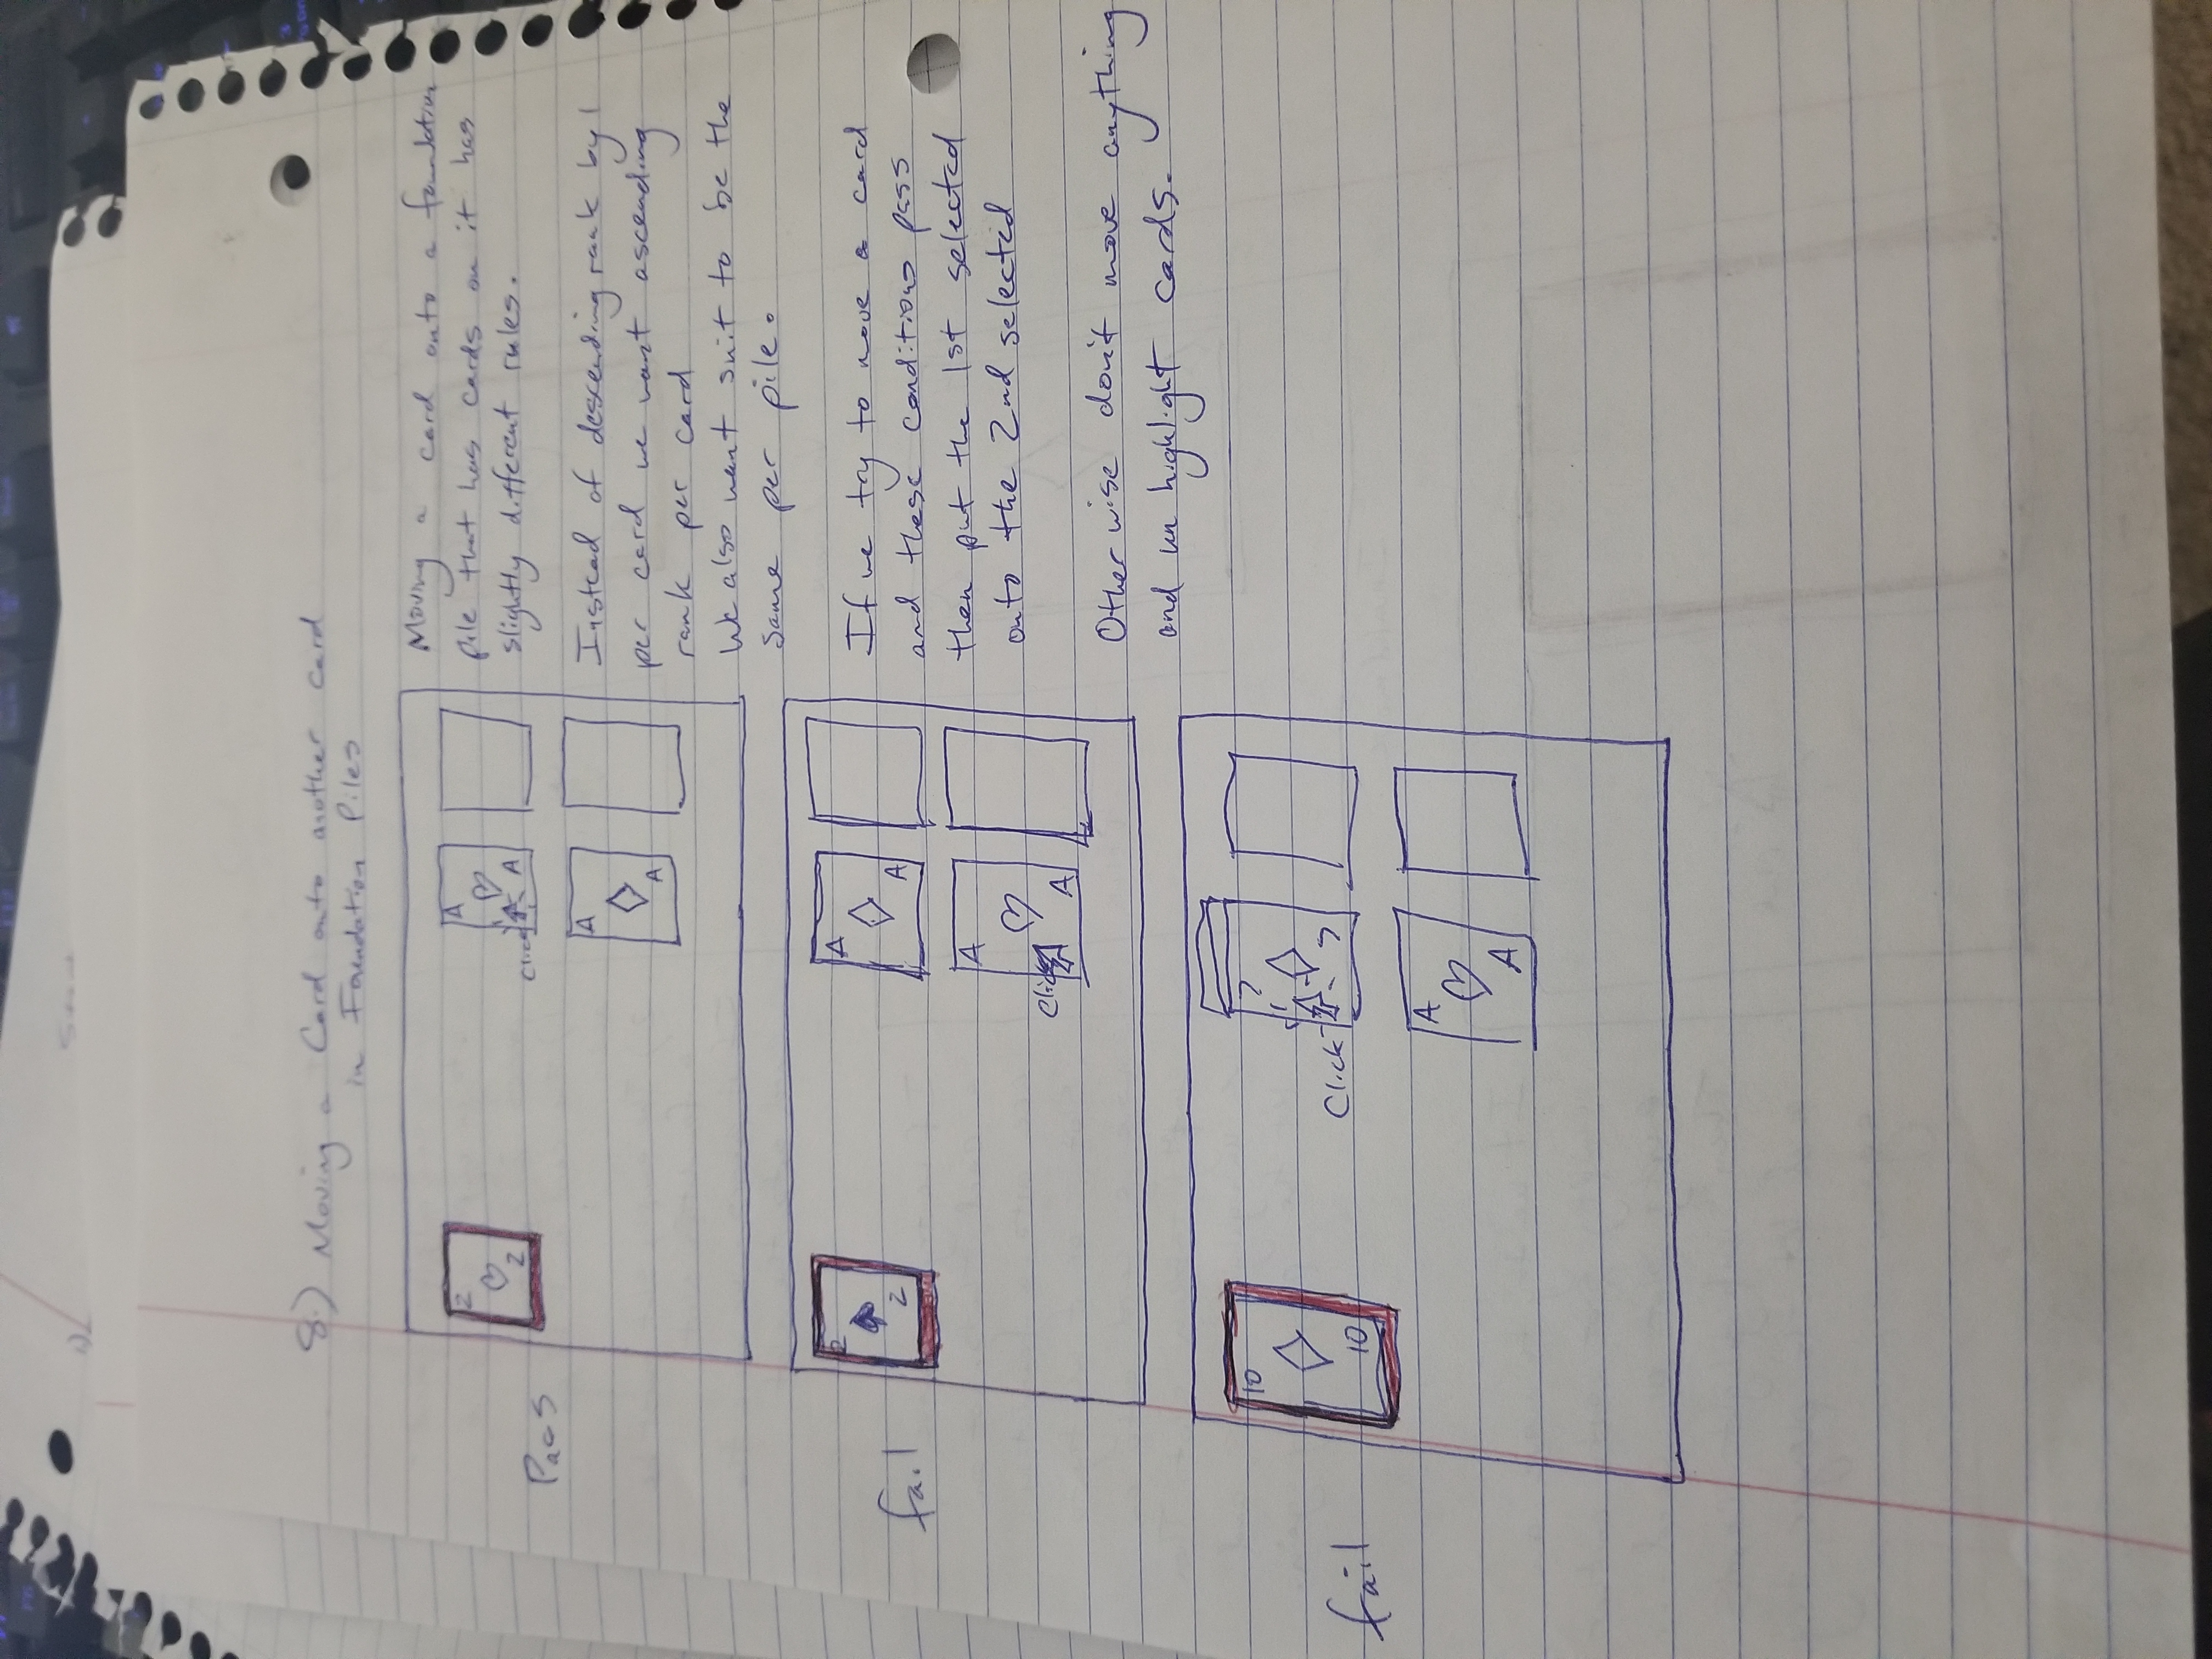 8.) Moving a Card onto another card
in Foundation Piles
Pass
2
2
A
A
Click
A
A
Moving a card onto a foundation
pile that has cards on it has
slightly different rules.
Instead of descending rank by 1
per card we want ascending
rank per card
We also want suit to be the
same per pile.
fail
2
2
A
A
A
Click
A
If we try to move a card
and these conditions pass
then put the 1st selected
onto the 2nd selected
Otherwise don't move anything
and un highlight cards.
fail
10
10
Click
A
A